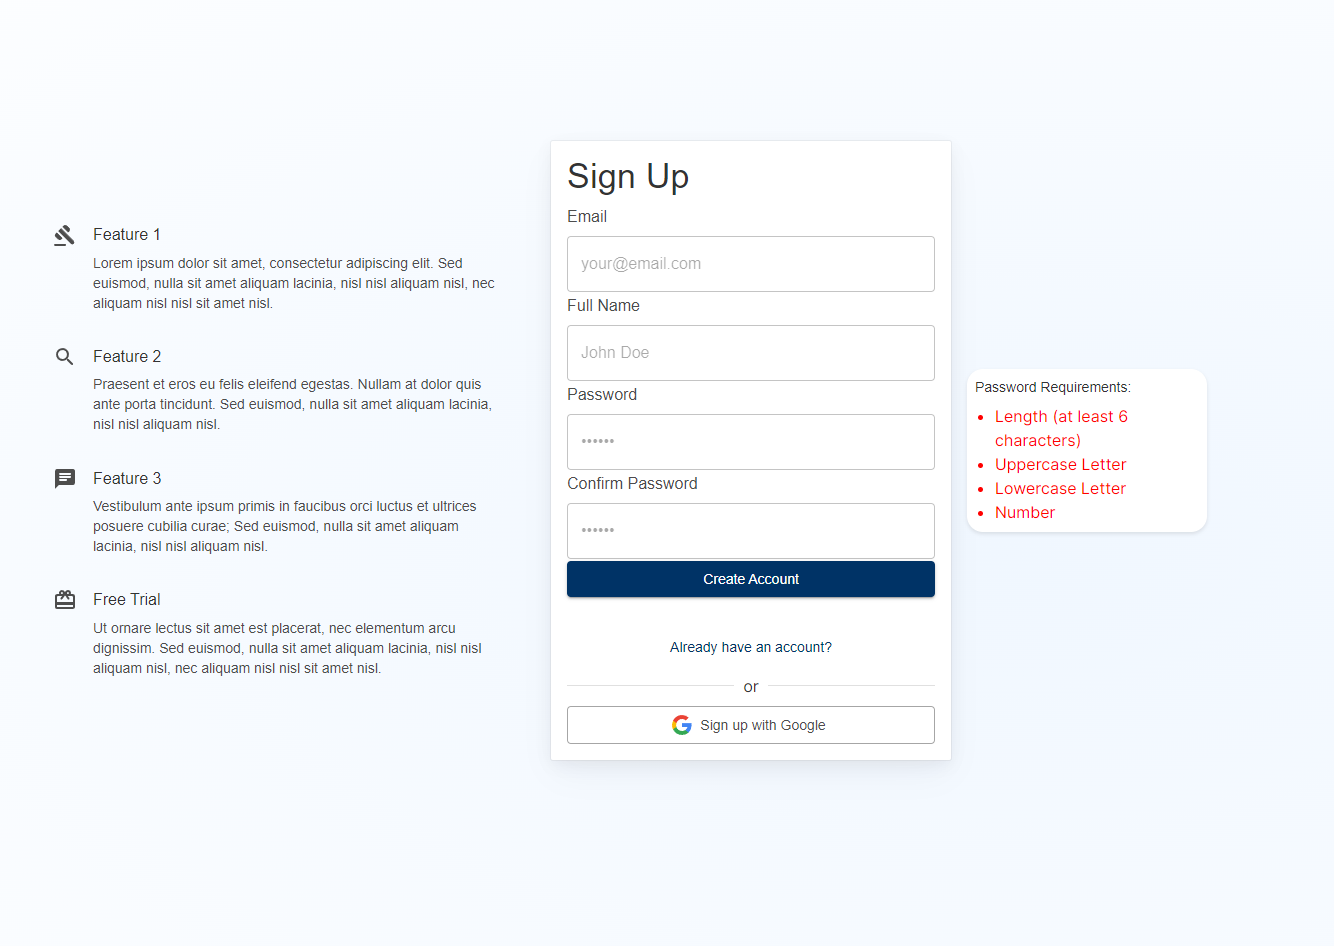 Feature 1
Lorem ipsum dolor sit amet, consectetur adipiscing elit. Sed
euismod, nulla sit amet aliquam lacinia, nisl nisl aliquam nisl, nec
aliquam nisl nisl sit amet nisl.
Feature 2
Praesent et eros eu felis eleifend egestas. Nullam at dolor quis
ante porta tincidunt. Sed euismod, nulla sit amet aliquam lacinia,
nisl nisl aliquam nisl.
Feature 3
Vestibulum ante ipsum primis in faucibus orci luctus et ultrices
posuere cubilia curae; Sed euismod, nulla sit amet aliquam
lacinia, nisl nisl aliquam nisl.
Free Trial
Ut ornare lectus sit amet est placerat, nec elementum arcu
dignissim. Sed euismod, nulla sit amet aliquam lacinia, nisl nisl
aliquam nisl, nec aliquam nisl nisl sit amet nisl.
Sign Up
Email
your@email.com
Full Name
John Doe
Password
••••••
Confirm Password
••••••
Create Account
Already have an account?
or
Sign up with Google
Password Requirements:
• Length (at least 6
characters)
• Uppercase Letter
• Lowercase Letter
• Number